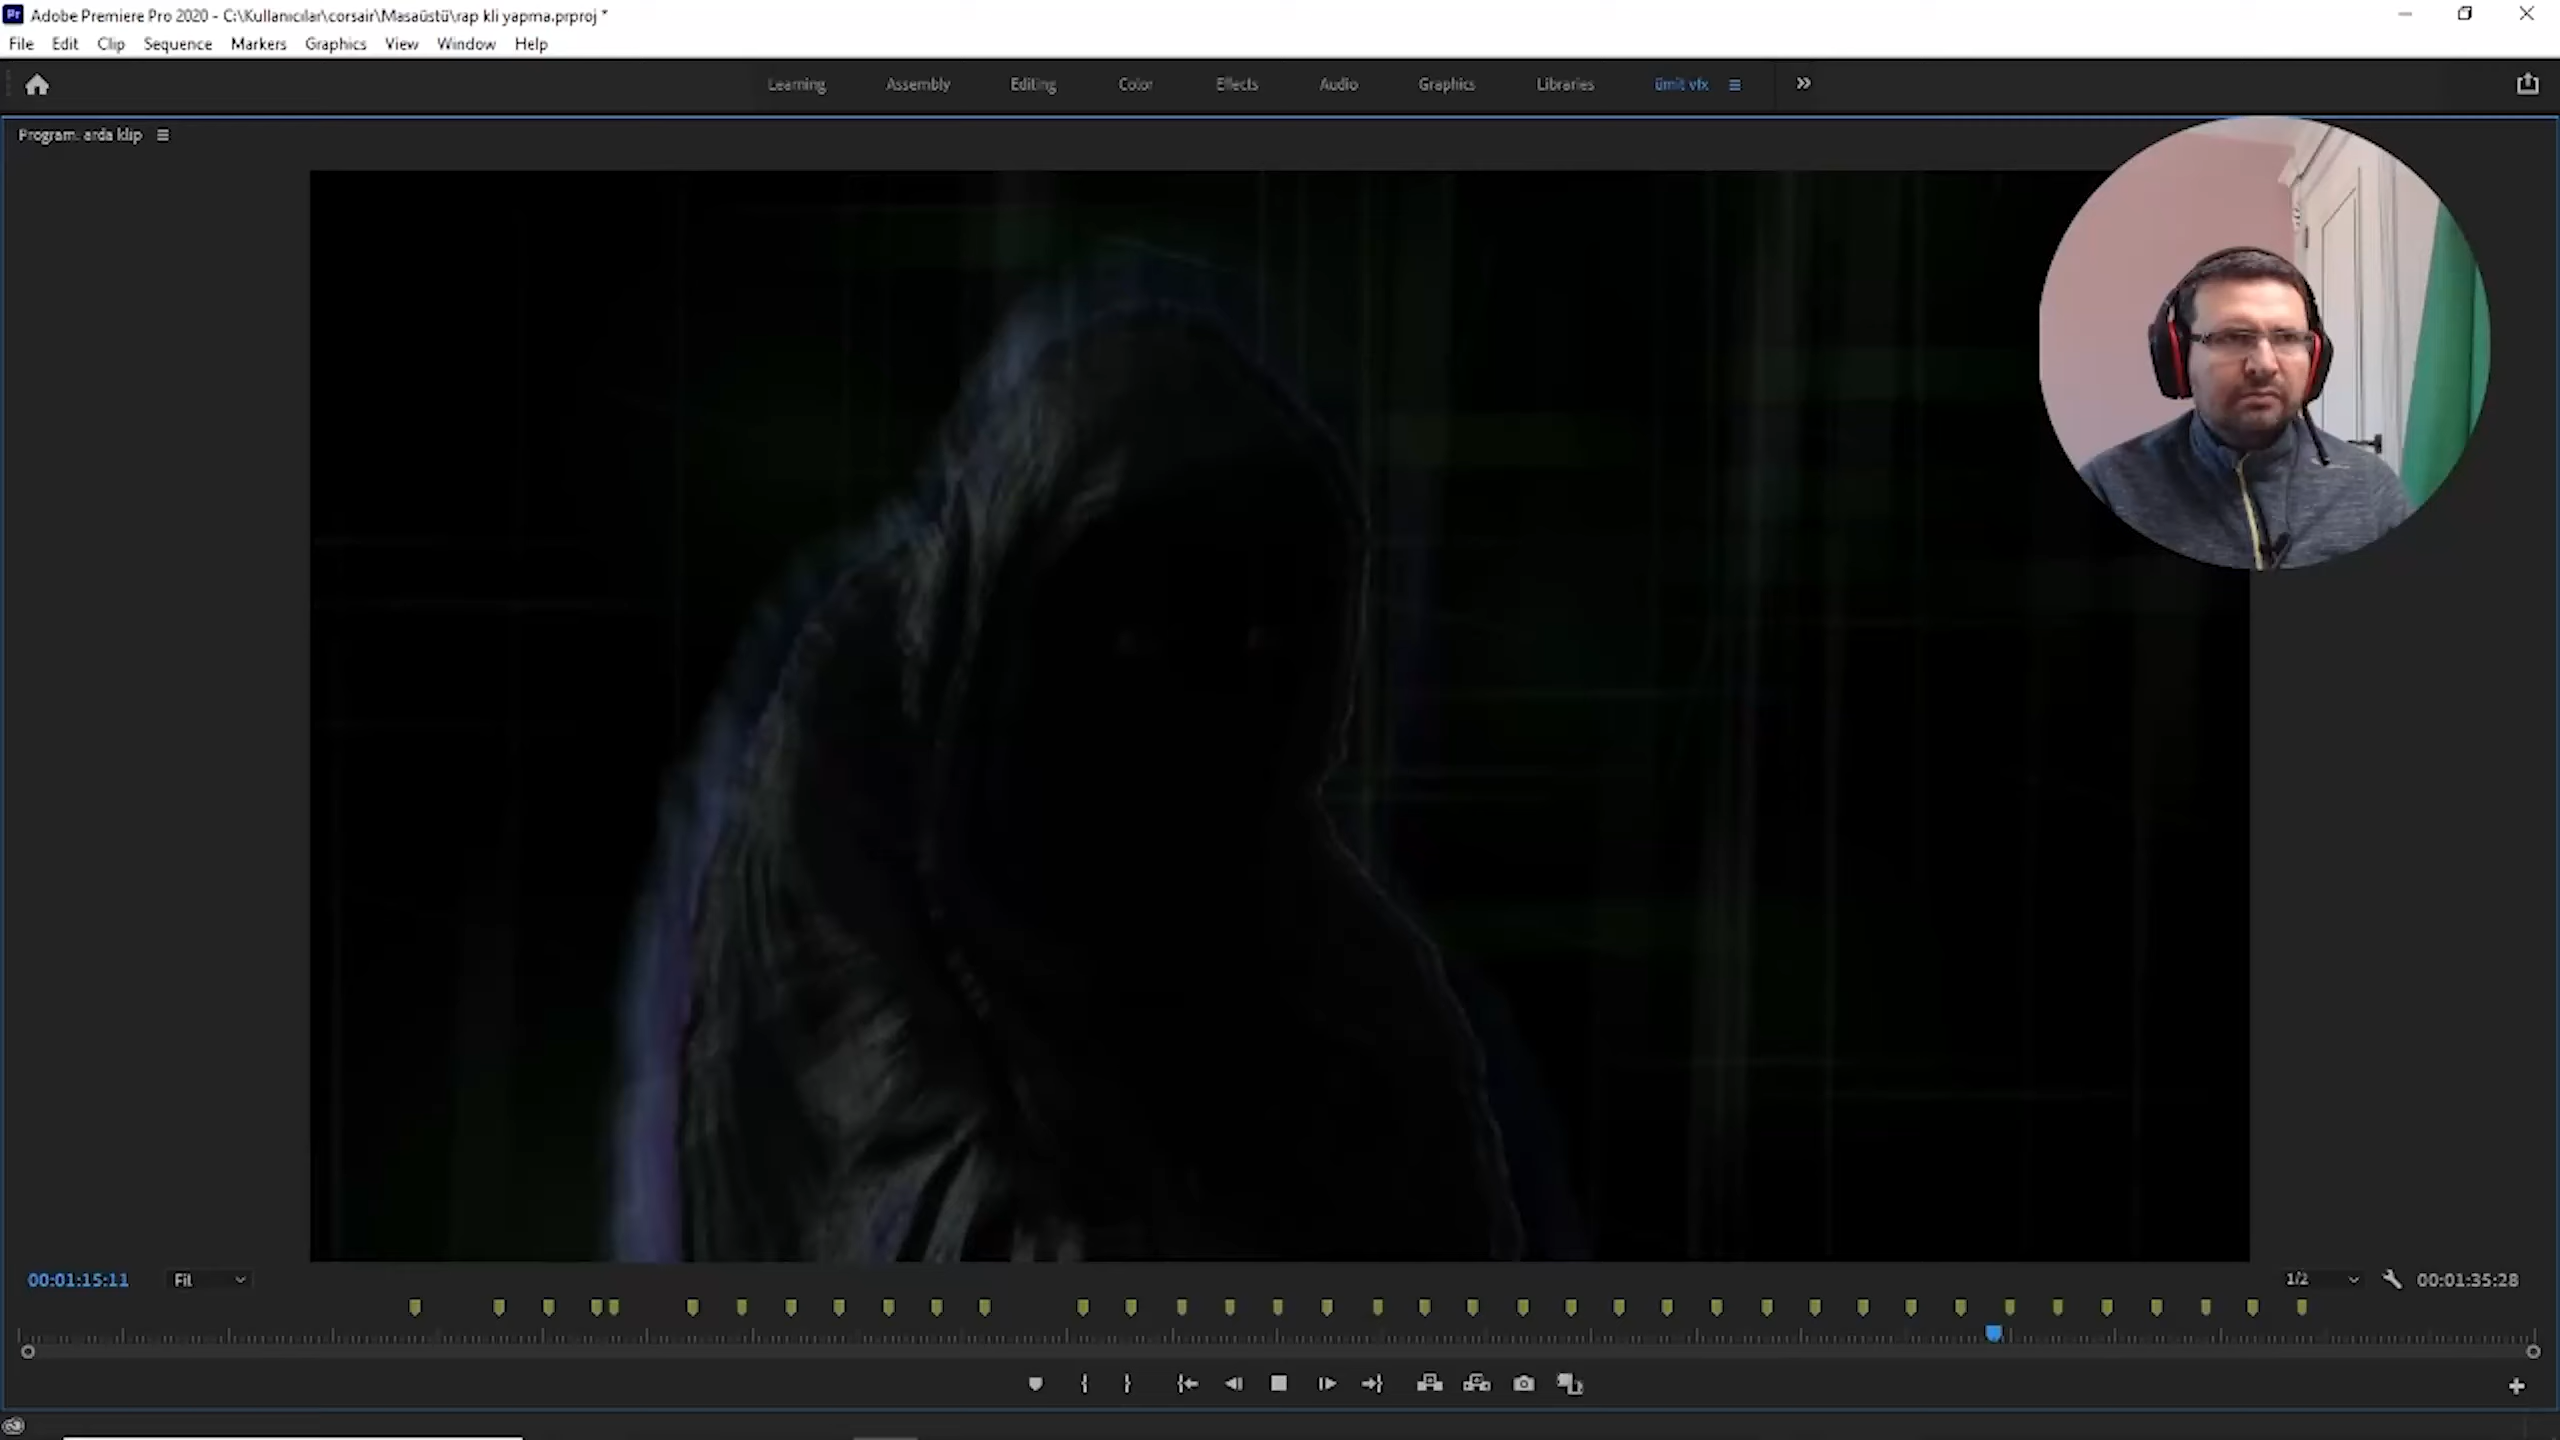 Adobe Premiere Pro 2020 - C:\Kullanıcılar\corsair\Masaüstü\rap kli yapma.prproj *
File Edit Clip Sequence Markers Graphics View Window Help
Learning Assembly Editing Color Effects Audio Graphics Libraries ümit vfx
Program: arda klip
00:01:15:11 Fit 1/2 00:01:35:28